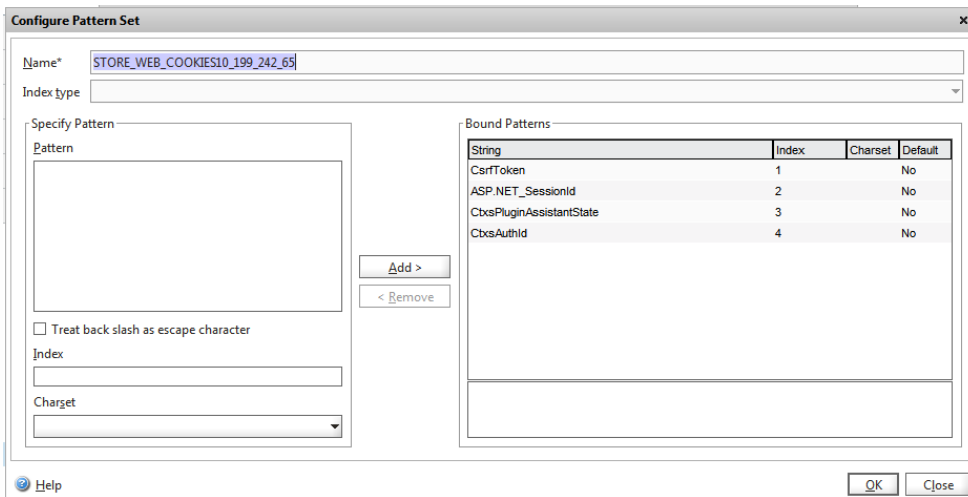 Configure Pattern Set x
Name* STORE_WEB_COOKIES10_199_242_65
Index type
Specify Pattern
Pattern
Add >
< Remove
Treat back slash as escape character
Index
Charset
Bound Patterns
String Index Charset Default
CsrfToken 1 No
ASP.NET_SessionId 2 No
CtxsPluginAssistantState 3 No
CtxsAuthId 4 No
Help OK Close